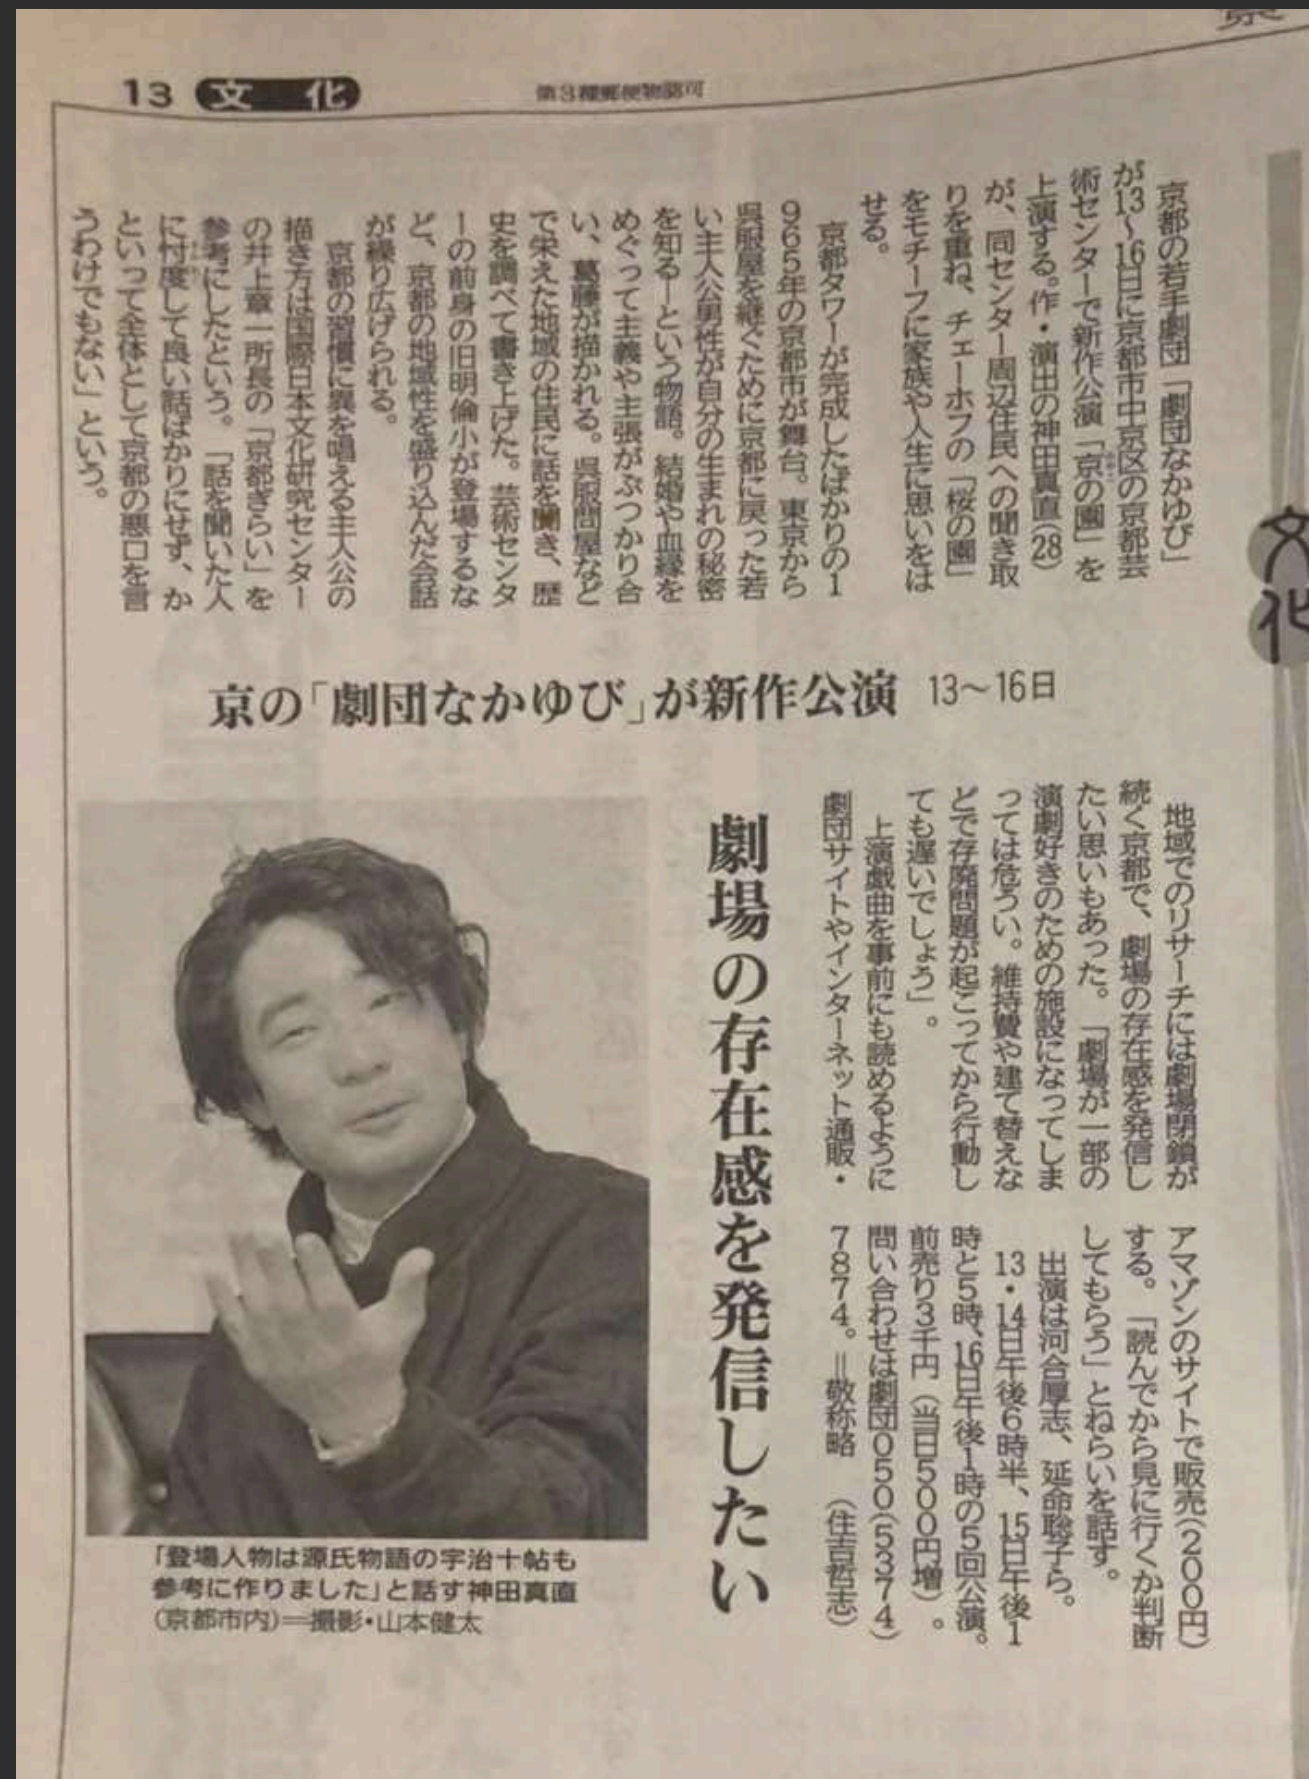 13 文化
第3種郵便物認可
文化
京の「劇団なかゆび」が新作公演 13〜16日
劇場の存在感を発信したい
京都の若手劇団「劇団なかゆび」
が13〜16日に京都市中京区の京都芸
術センターで新作公演「京の園」を
上演する。作・演出の神田真直(28)
が、同センター周辺住民への聞き取
りを重ね、チェーホフの「桜の園」
をモチーフに家族や人生に思いをは
せる。
京都タワーが完成したばかりの1
965年の京都市が舞台。東京から
呉服屋を継ぐために京都に戻った若
い主人公男性が自分の生まれの秘密
を知る―という物語。結婚や血縁を
めぐって主義や主張がぶつかり合
い、葛藤が描かれる。呉服問屋など
で栄えた地域の住民に話を聞き、歴
史を調べて書き上げた。芸術センタ
ーの前身の旧明倫小が登場するな
ど、京都の地域性を盛り込んだ会話
が繰り広げられる。
京都の習慣に異を唱える主人公の
描き方は国際日本文化研究センター
の井上章一所長の「京都ぎらい」を
参考にしたという。「話を聞いた人
に忖度して良い話ばかりにせず、か
といって全体として京都の悪口を言
うわけでもない」という。
地域でのリサーチには劇場閉鎖が
続く京都で、劇場の存在感を発信し
たい思いもあった。「劇場が一部の
演劇好きのための施設になってしま
っては危うい。維持費や建て替えな
どで存廃問題が起こってから行動し
ても遅いでしょう」。
上演戯曲を事前にも読めるように
劇団サイトやインターネット通販・
アマゾンのサイトで販売(200円)
する。「読んでから見に行くか判断
してもらう」とねらいを話す。
出演は河合厚志、延命聡子ら。
13・14日午後6時半、15日午後1
時と5時、16日午後1時の5回公演。
前売り3千円(当日500円増)。
問い合わせは劇団050(5374)
7874。＝敬称略 (住吉哲志)
「登場人物は源氏物語の宇治十帖も
参考に作りました」と話す神田真直
(京都市内)＝撮影・山本健太